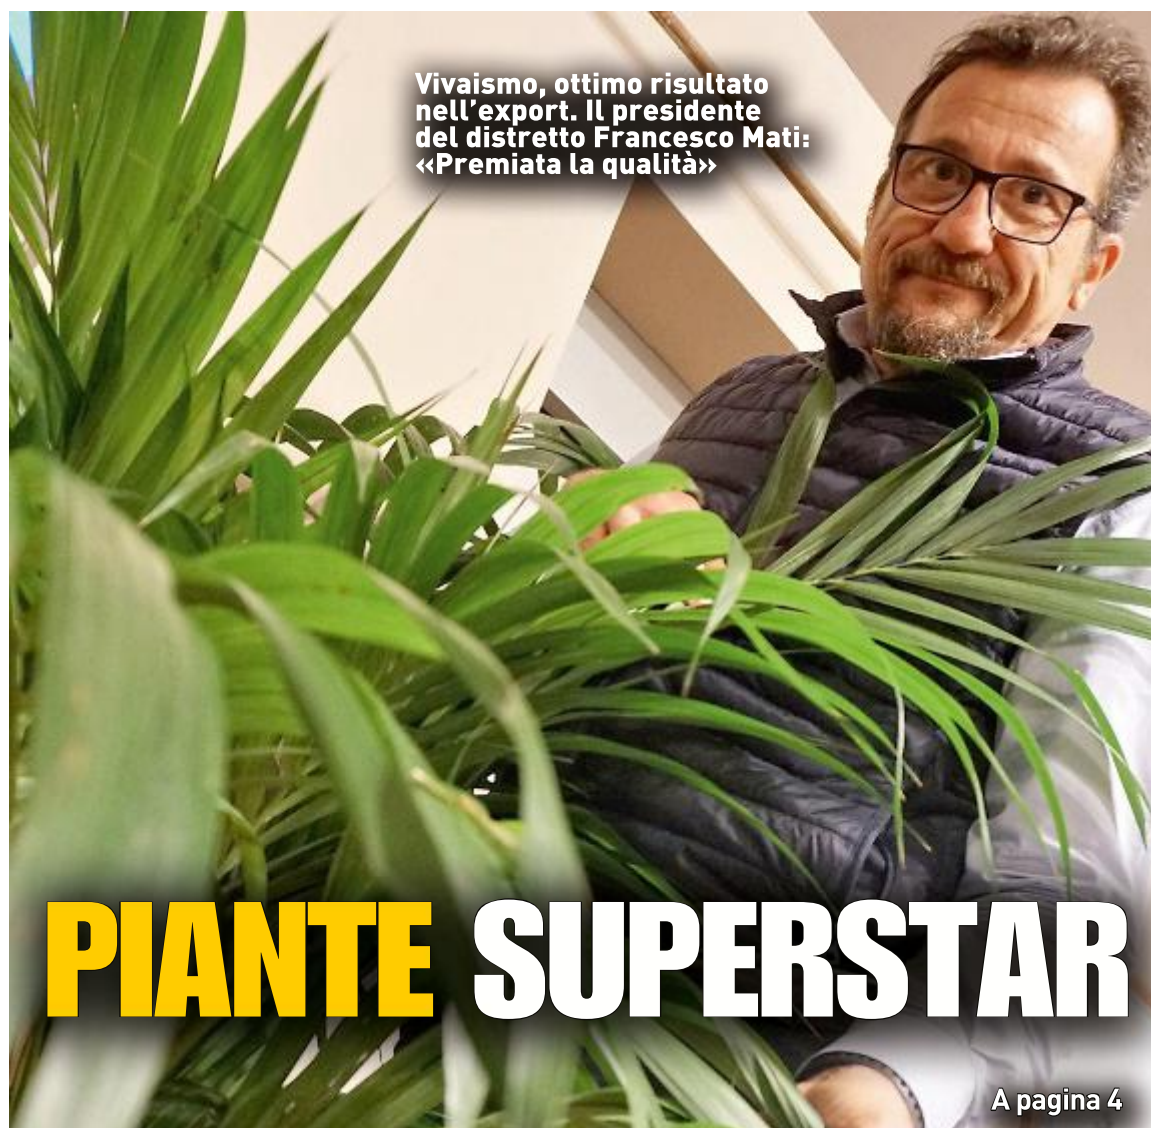 Vivaismo, ottimo risultato
nell'export. Il presidente
del distretto Francesco Mati:
«Premiata la qualità»
PIANTE SUPERSTAR
A pagina 4